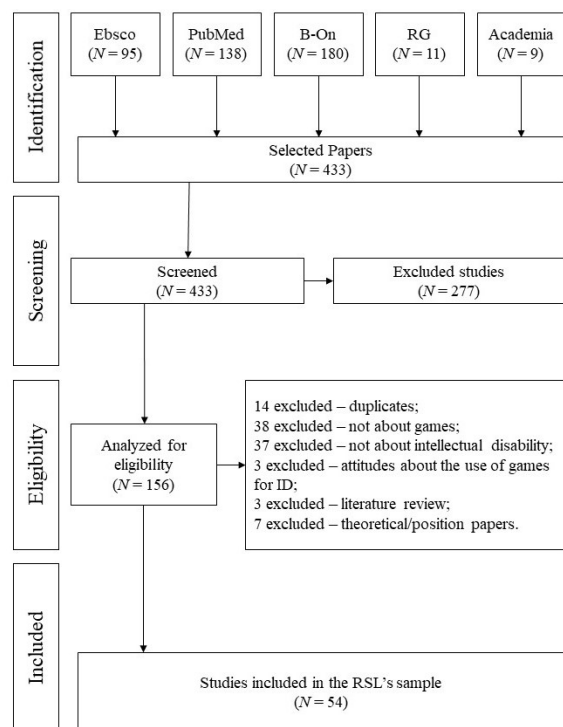 Identification
Ebsco
(N = 95)
PubMed
(N = 138)
B-On
(N = 180)
RG
(N = 11)
Academia
(N = 9)
Selected Papers
(N = 433)
Screening
Screened
(N = 433)
Excluded studies
(N = 277)
Eligibility
Analyzed for
eligibility
(N = 156)
14 excluded – duplicates;
38 excluded – not about games;
37 excluded – not about intellectual disability;
3 excluded – attitudes about the use of games
for ID;
3 excluded – literature review;
7 excluded – theoretical/position papers.
Included
Studies included in the RSL's sample
(N = 54)